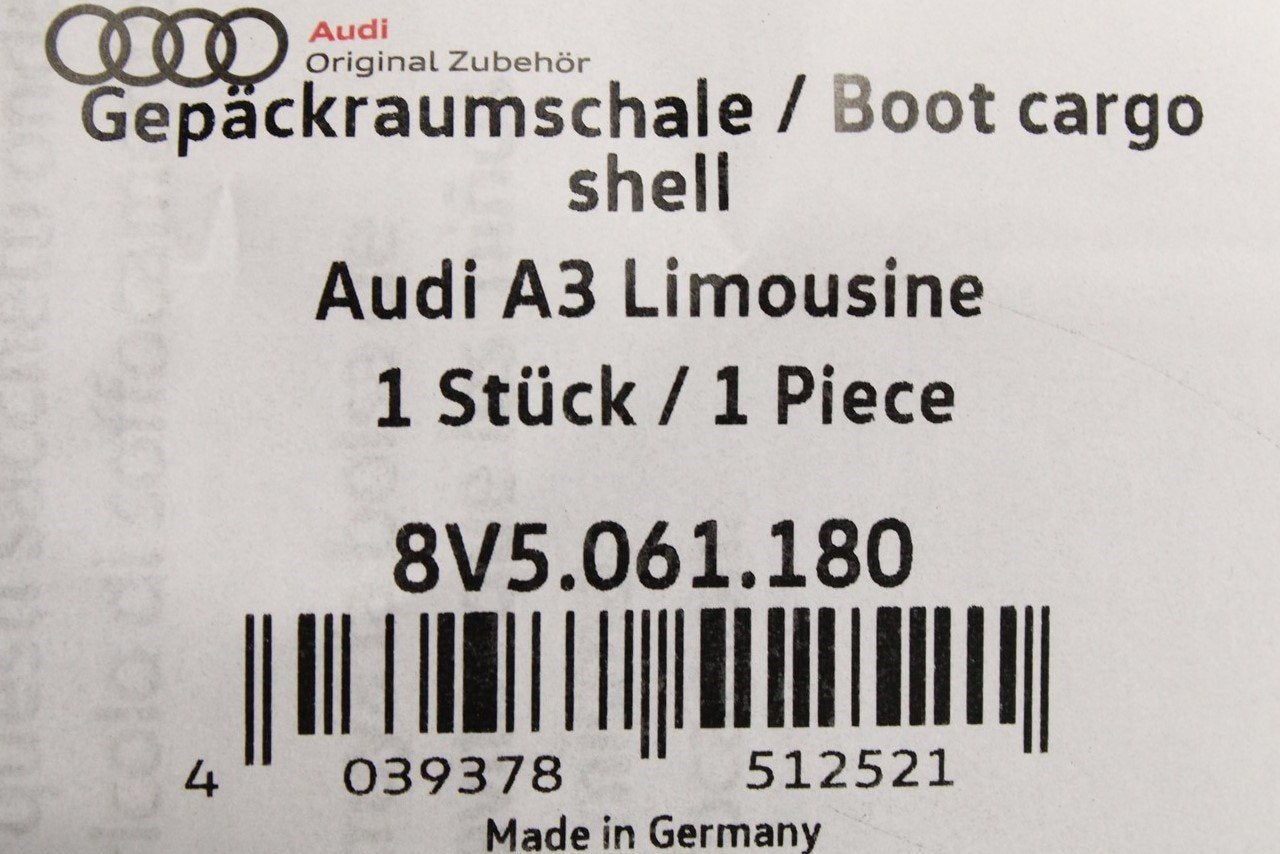 Audi
Original Zubehör
Gepäckraumschale / Boot cargo
shell
Audi A3 Limousine
1 Stück / 1 Piece
8V5.061.180
4 039378 512521
Made in Germany